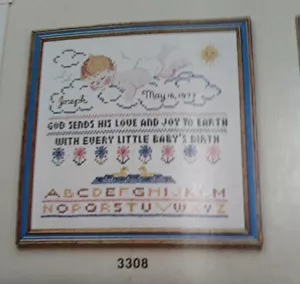 Joseph
May 16, 1977
GOD SENDS HIS LOVE AND JOY TO EARTH
WITH EVERY LITTLE BABY'S BIRTH
ABCDEFGHIJKLM
NOPQRSTUVWXYZ
3308